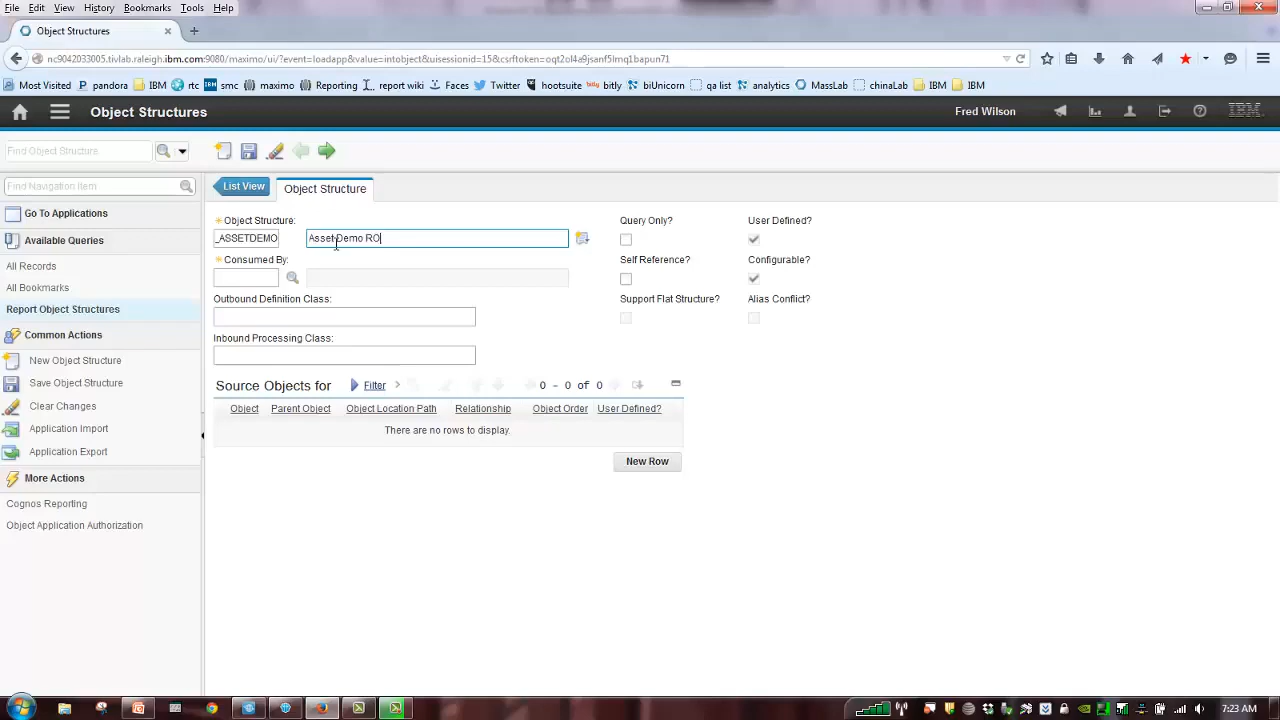 File Edit View History Bookmarks Tools Help
Object Structures
nc9042033005.tivlab.raleigh.ibm.com:9080/maximo/ui/?event=loadapp&value=intobject&uisessionid=15&csrftoken=oqt2ol4a9jsanf5lmq1bapun71
Most Visited pandora IBM rtc smc maximo Reporting report wiki Faces Twitter hootsuite bitly biUnicorn qa list analytics MassLab chinaLab IBM IBM
Object Structures Fred Wilson IBM
Find Object Structure
Find Navigation Item
List View Object Structure
Go To Applications
Available Queries
All Records
All Bookmarks
Report Object Structures
Common Actions
New Object Structure
Save Object Structure
Clear Changes
Application Import
Application Export
More Actions
Cognos Reporting
Object Application Authorization
Object Structure:
_ASSETDEMO Asset Demo RO
Consumed By:
Outbound Definition Class:
Inbound Processing Class:
Query Only? User Defined?
Self Reference? Configurable?
Support Flat Structure? Alias Conflict?
Source Objects for Filter 0 - 0 of 0
Object Parent Object Object Location Path Relationship Object Order User Defined?
There are no rows to display.
New Row
7:23 AM